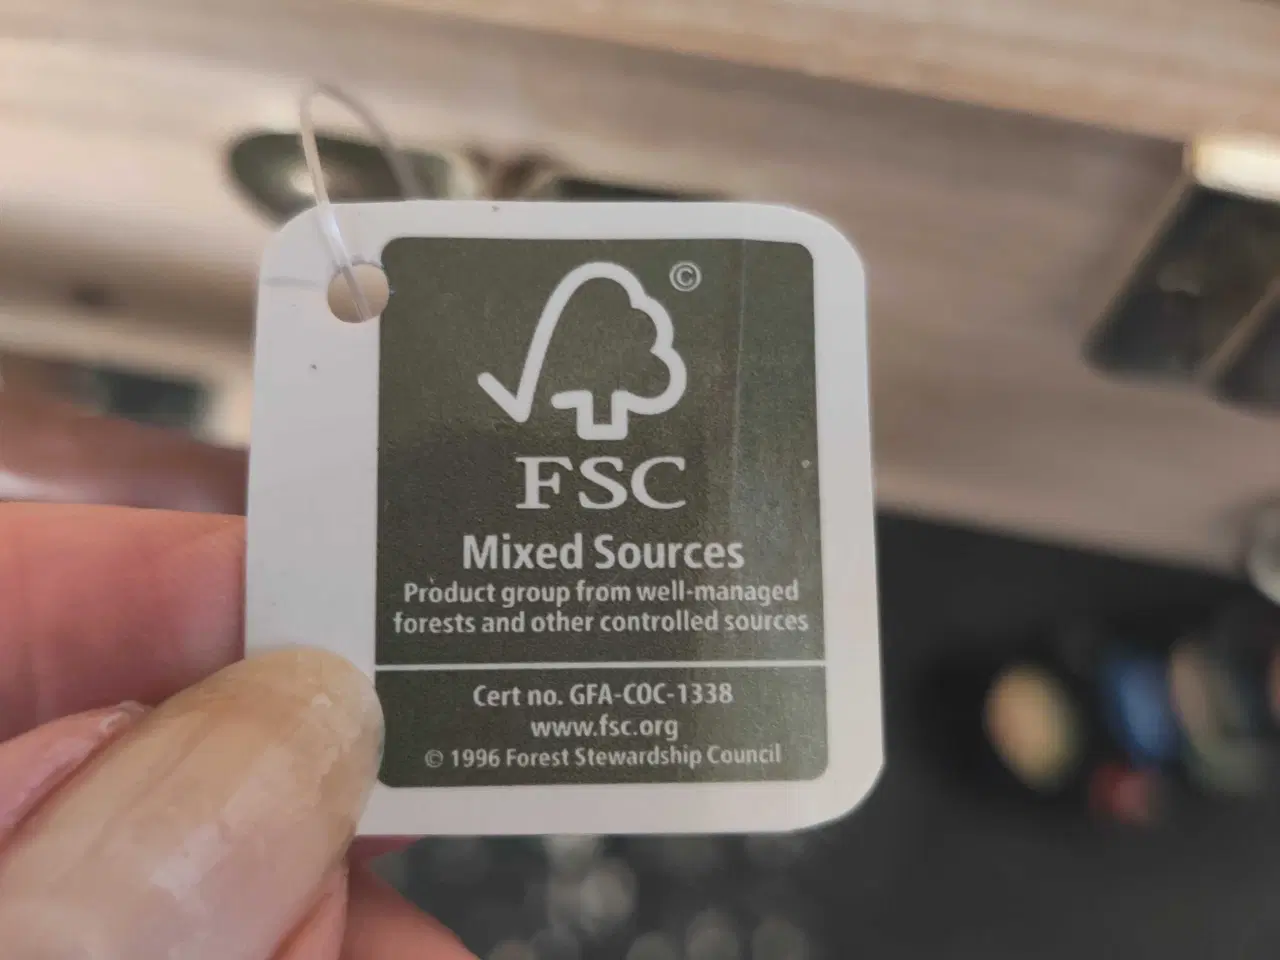 ©
FSC
Mixed Sources
Product group from well-managed
forests and other controlled sources
Cert no. GFA-COC-1338
www.fsc.org
© 1996 Forest Stewardship Council